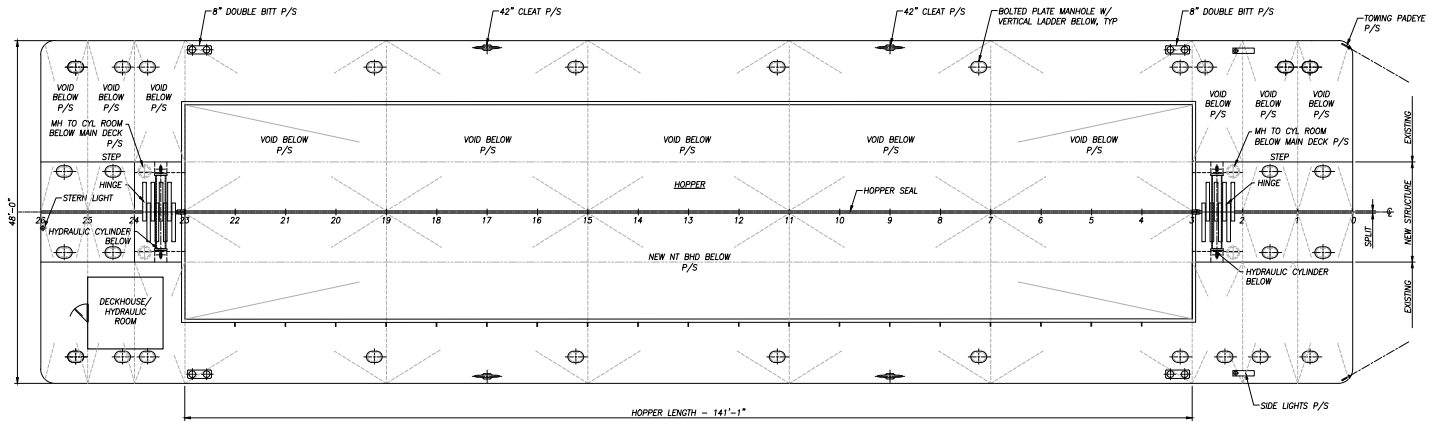 8" DOUBLE BITT P/S
42" CLEAT P/S
42" CLEAT P/S
BOLTED PLATE MANHOLE W/
VERTICAL LADDER BELOW, TYP
8" DOUBLE BITT P/S
TOWING PADEYE
P/S
VOID
BELOW
P/S
VOID
BELOW
P/S
VOID
BELOW
P/S
VOID
BELOW
P/S
VOID
BELOW
P/S
VOID
BELOW
P/S
MH TO CYL ROOM
BELOW MAIN DECK
P/S
STEP
HINGE
STERN LIGHT
HYDRAULIC CYLINDER
BELOW
VOID BELOW
P/S
VOID BELOW
P/S
VOID BELOW
P/S
VOID BELOW
P/S
VOID BELOW
P/S
MH TO CYL ROOM
BELOW MAIN DECK P/S
STEP
HINGE
EXISTING
HOPPER
HOPPER SEAL
48'-0"
26 25 24 23 22 21 20 19 18 17 16 15 14 13 12 11 10 9 8 7 6 5 4 3 2 1 0
℄
SPLIT
NEW STRUCTURE
NEW NT BHD BELOW
P/S
HYDRAULIC CYLINDER
BELOW
EXISTING
DECKHOUSE/
HYDRAULIC
ROOM
SIDE LIGHTS P/S
HOPPER LENGTH - 141'-1"